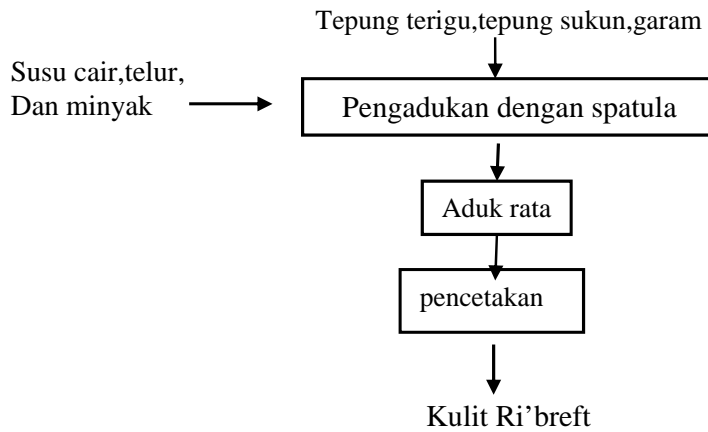 Tepung terigu,tepung sukun,garam
Susu cair,telur,
Dan minyak
Pengadukan dengan spatula
Aduk rata
pencetakan
Kulit Ri’breft